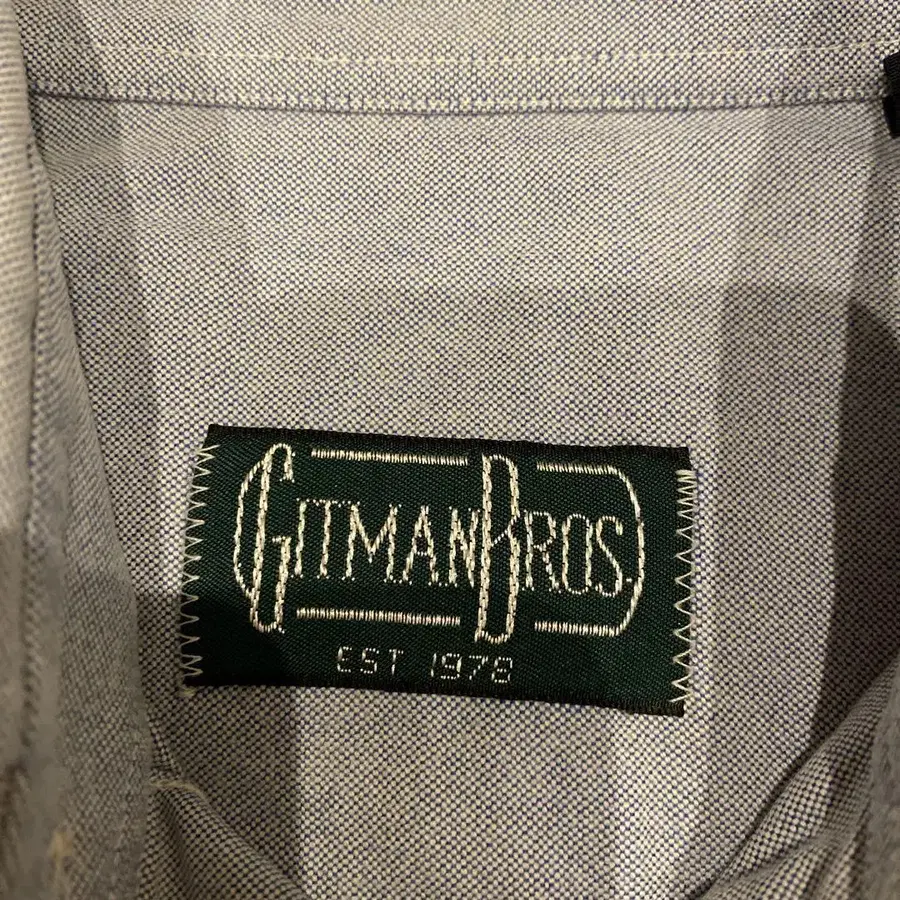 GITMAN BROS.
EST 1978